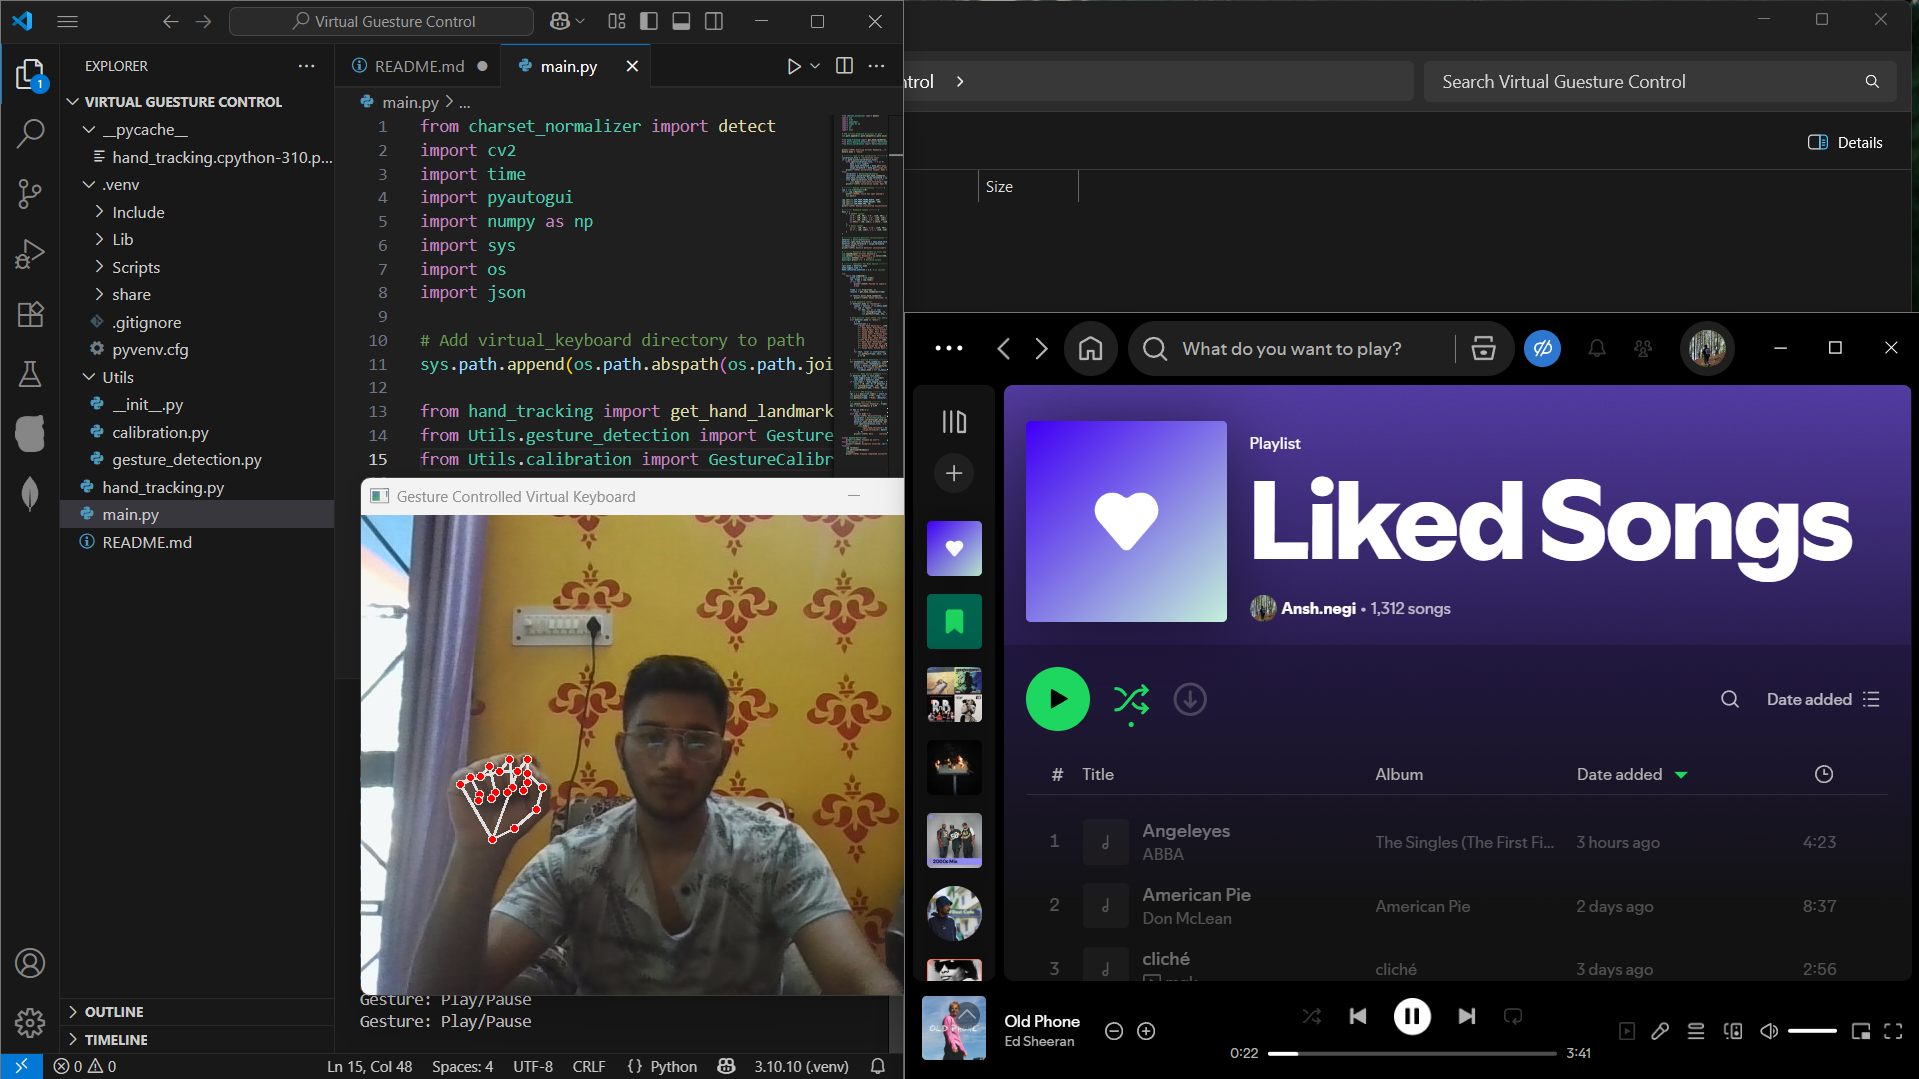 Virtual Guesture Control
EXPLORER
1
VIRTUAL GUESTURE CONTROL
__pycache__
hand_tracking.cpython-310.p...
.venv
Include
Lib
Scripts
share
.gitignore
pyvenv.cfg
Utils
__init__.py
calibration.py
gesture_detection.py
hand_tracking.py
main.py
README.md
OUTLINE
TIMELINE
README.md
main.py
main.py > ...
1 from charset_normalizer import detect
2 import cv2
3 import time
4 import pyautogui
5 import numpy as np
6 import sys
7 import os
8 import json
9
10 # Add virtual_keyboard directory to path
11 sys.path.append(os.path.abspath(os.path.joi
12
13 from hand_tracking import get_hand_landmark
14 from Utils.gesture_detection import Gesture
15 from Utils.calibration import GestureCalibr
Gesture Controlled Virtual Keyboard
Gesture: Play/Pause
Gesture: Play/Pause
0 0
Ln 15, Col 48
Spaces: 4
UTF-8
CRLF
{} Python
3.10.10 (.venv)
ntrol
Search Virtual Guesture Control
Details
Size
What do you want to play?
Playlist
Liked Songs
Ansh.negi • 1,312 songs
Date added
# Title Album Date added
1 Angeleyes The Singles (The First Fi... 3 hours ago 4:23
ABBA
2 American Pie American Pie 2 days ago 8:37
Don McLean
3 cliché cliché 3 days ago 2:56
Old Phone
Ed Sheeran
0:22
3:41